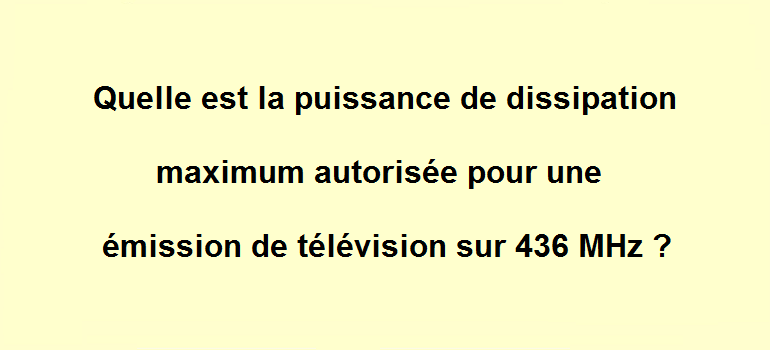 Quelle est la puissance de dissipation
maximum autorisée pour une
émission de télévision sur 436 MHz ?